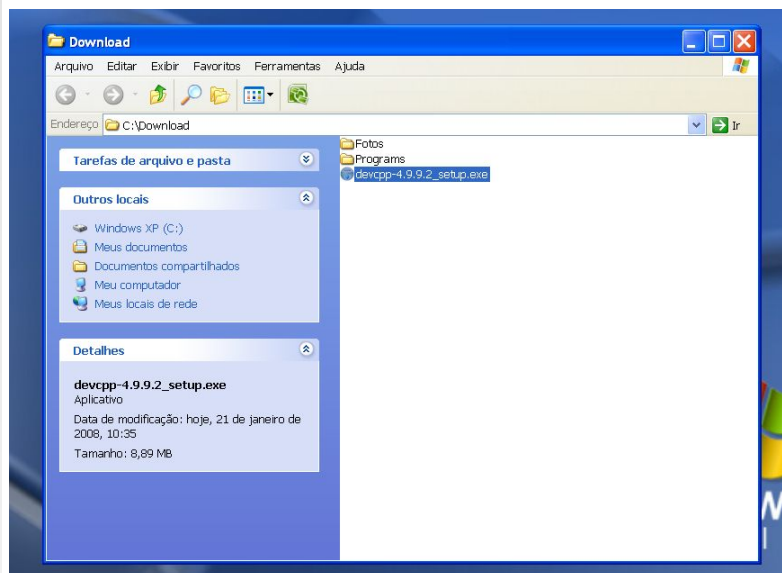 Download
Arquivo Editar Exibir Favoritos Ferramentas Ajuda
Endereço C:\Download Ir
Tarefas de arquivo e pasta
Outros locais
Windows XP (C:)
Meus documentos
Documentos compartilhados
Meu computador
Meus locais de rede
Detalhes
devcpp-4.9.9.2_setup.exe
Aplicativo
Data de modificação: hoje, 21 de janeiro de
2008, 10:35
Tamanho: 8,89 MB
Fotos
Programs
devcpp-4.9.9.2_setup.exe